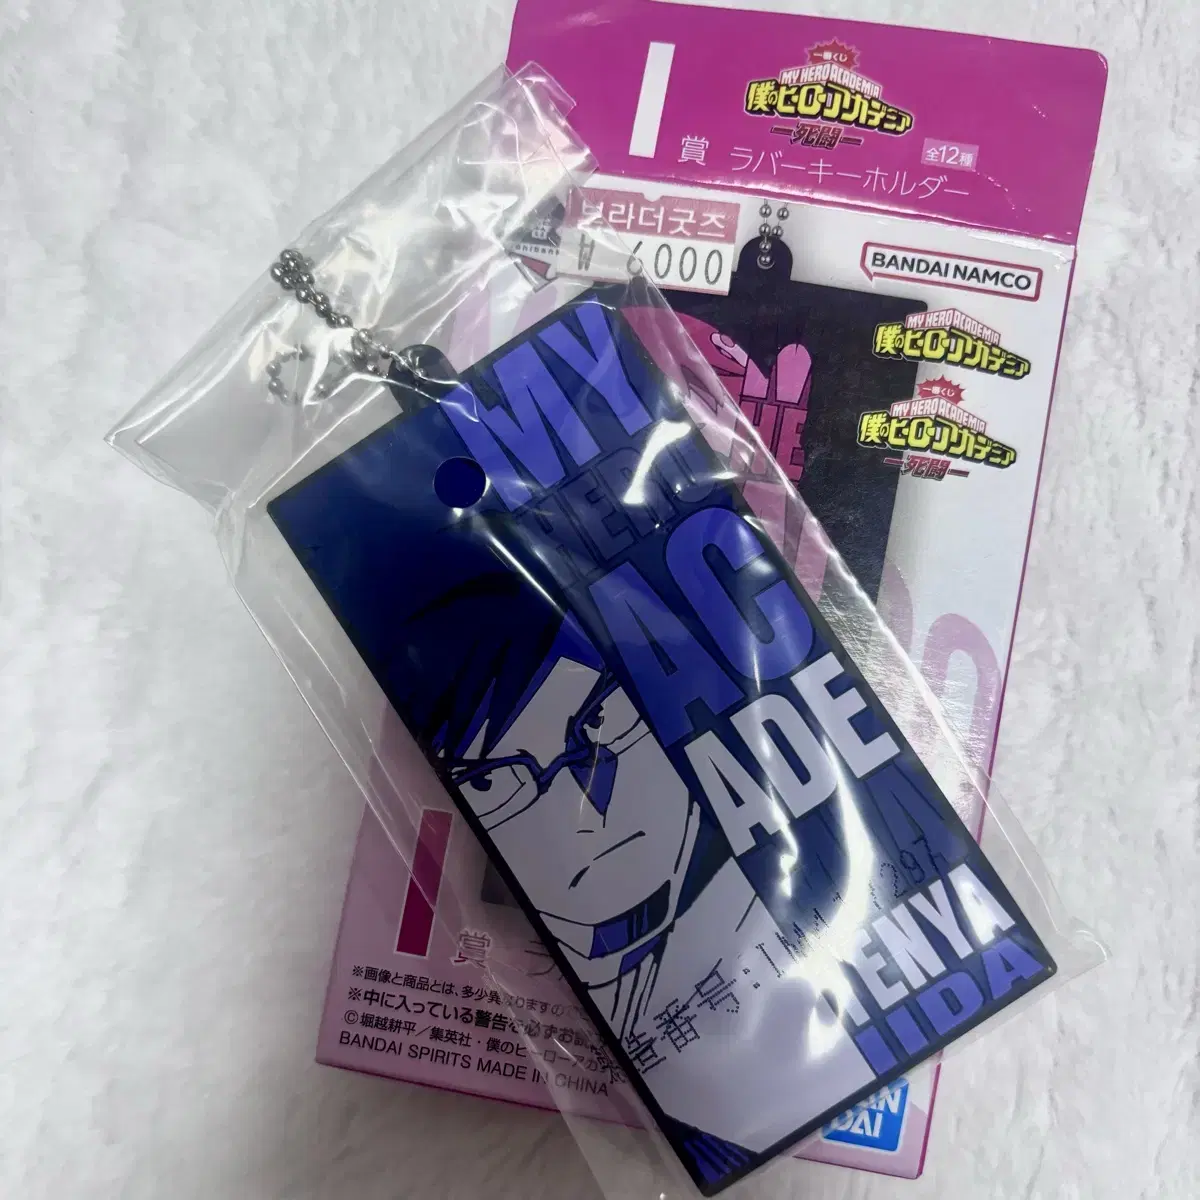 一番くじ
MY HERO ACADEMIA
僕のヒーローアカデミア
―死闘―
I賞
ラバーキーホルダー
全12種
브라더굿즈
₩ 6000
BANDAI NAMCO
MY HERO ACADEMIA
僕のヒーローアカデミア
一番くじ
MY HERO ACADEMIA
僕のヒーローアカデミア
―死闘―
MY
HERO
AC
ADE
TENYA
IIDA
I賞
※画像と商品とは、多少異なりますので
※中に入っている警告を必ずお読
©堀越耕平/集英社・僕のヒーローアカ
BANDAI SPIRITS MADE IN CHINA
造番号: